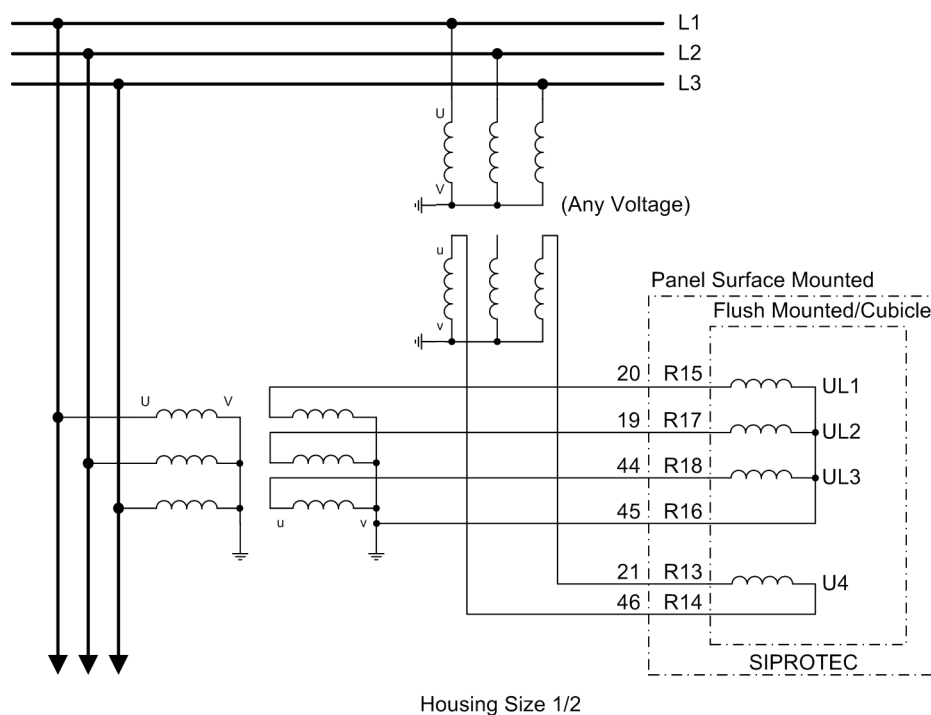 L1
L2
L3
U
V
(Any Voltage)
u
v
Panel Surface Mounted
Flush Mounted/Cubicle
20 R15 UL1
U V
19 R17 UL2
44 R18 UL3
45 R16
u v
21 R13 U4
46 R14
SIPROTEC
Housing Size 1/2